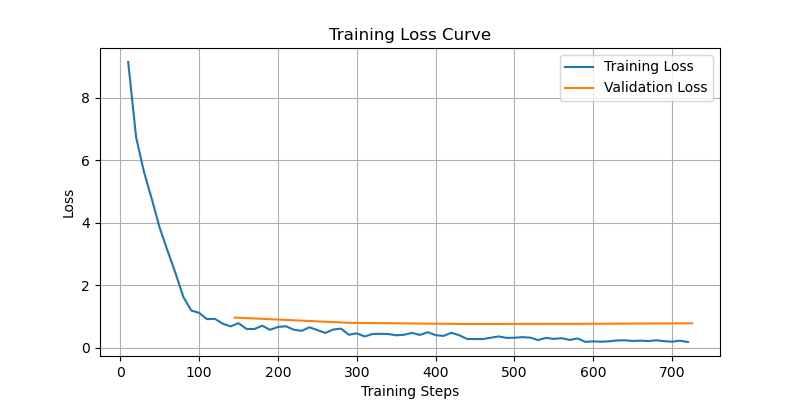 Training Loss Curve
Training Loss
Validation Loss
Loss
8
6
4
2
0
0 100 200 300 400 500 600 700
Training Steps